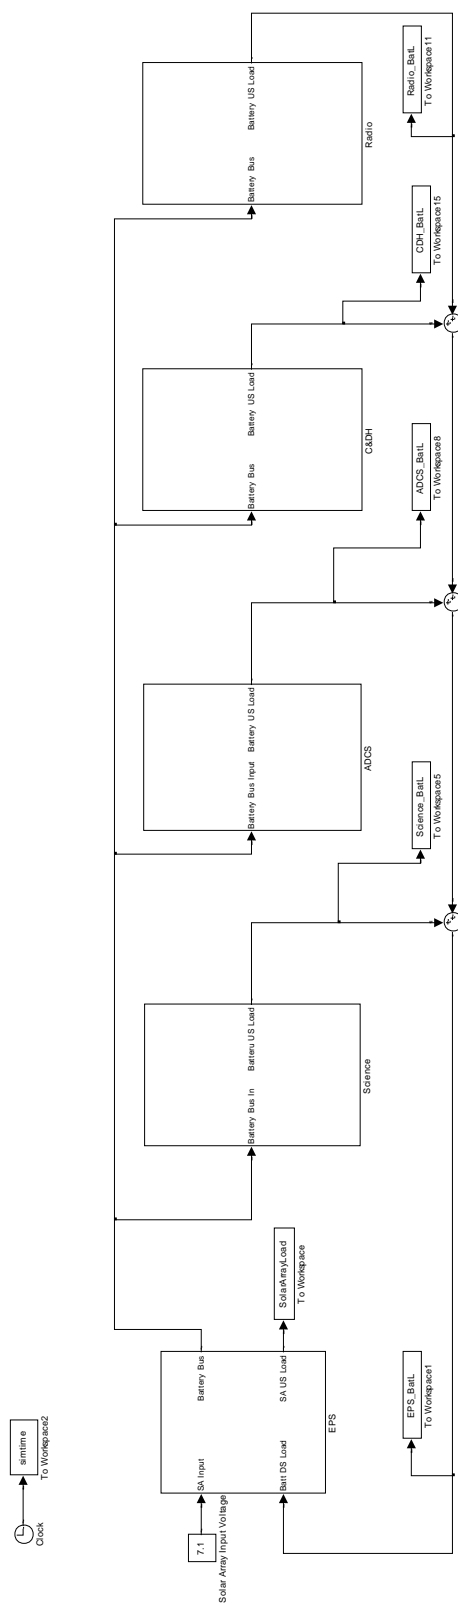 simtime
To Workspace2
Clock
7.1
Solar Array Input Voltage
SA Input
Battery Bus
Batt DS Load
SA US Load
EPS
SolarArrayLoad
To Workspace
EPS_BatL
To Workspace1
Battery Bus In
Batteru US Load
Science
Science_BatL
To Workspace5
Battery Bus Input
Battery US Load
ADCS
ADCS_BatL
To Workspace8
Battery Bus
Battery US Load
C&DH
CDH_BatL
To Workspace15
Battery Bus
Battery US Load
Radio
Radio_BatL
To Workspace11